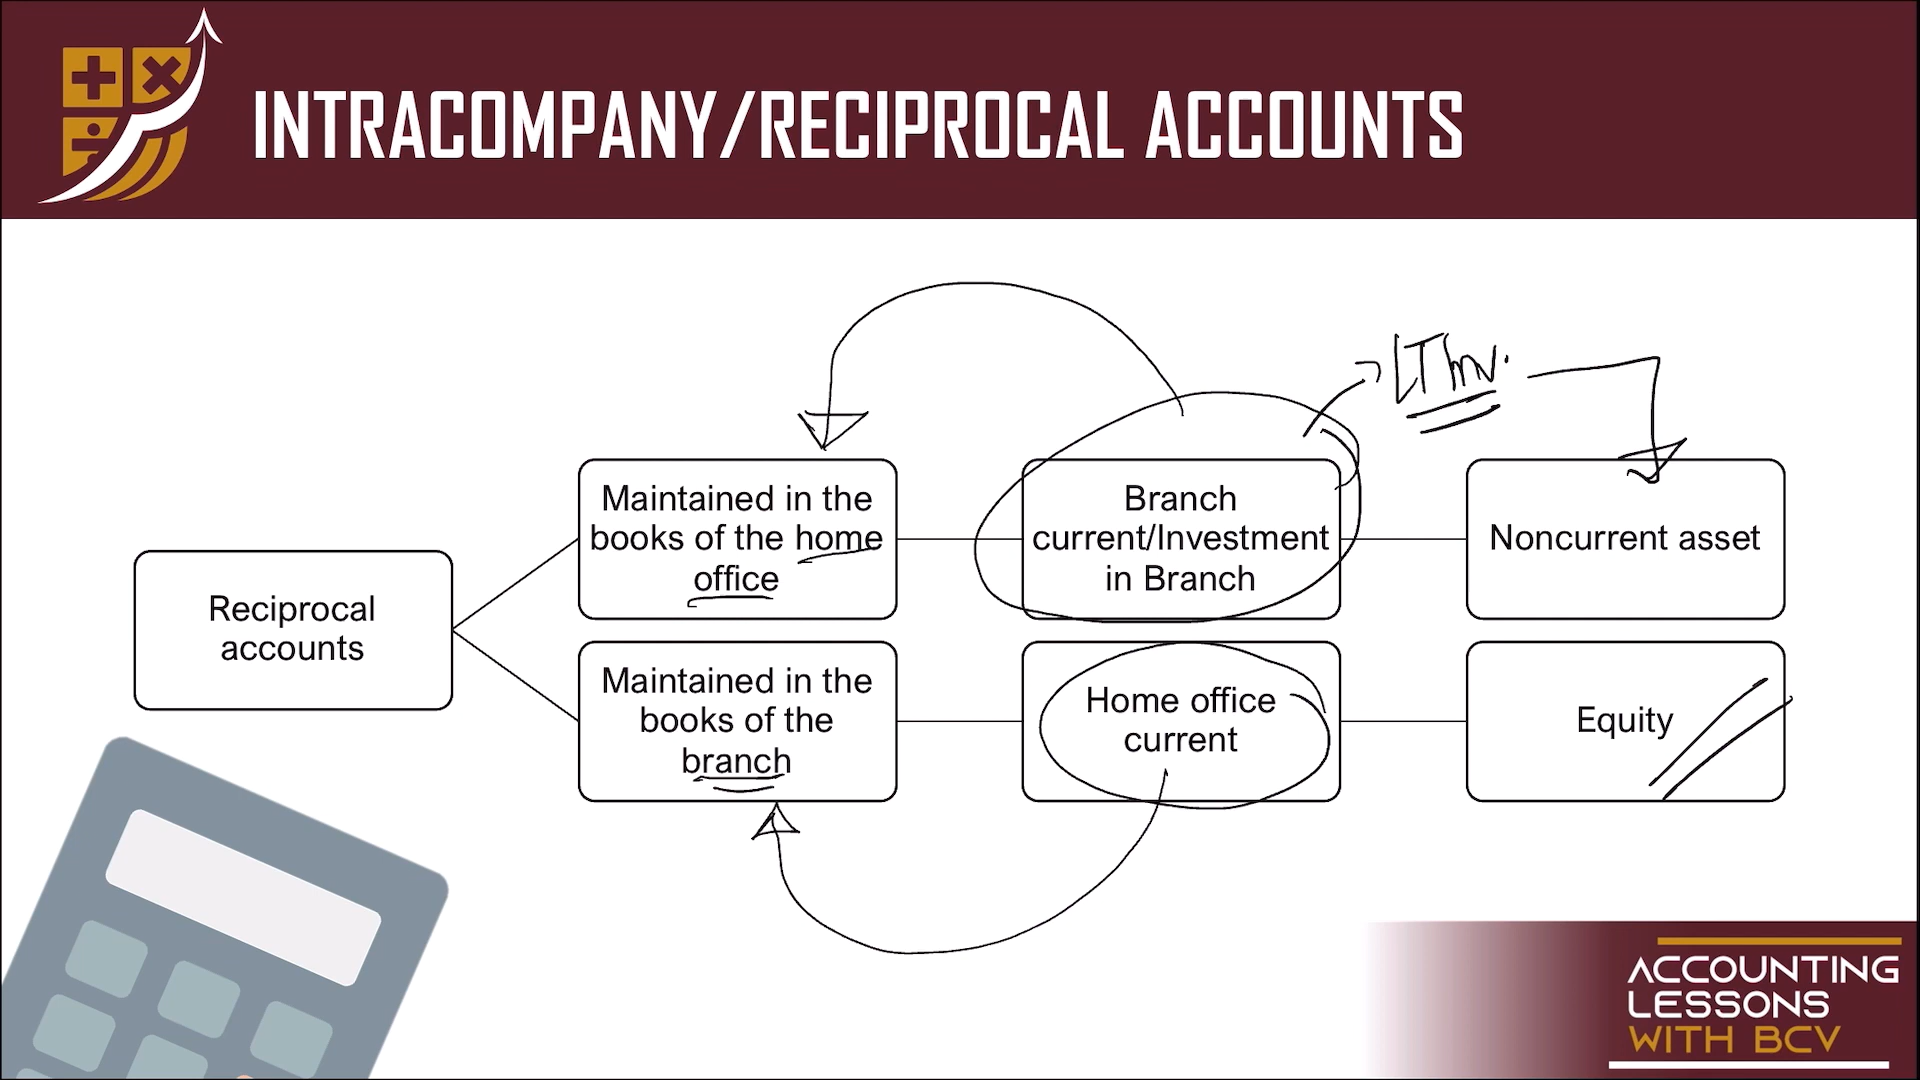 INTRACOMPANY/RECIPROCAL ACCOUNTS
LT Inv.
Maintained in the
books of the home
office
Branch
current/Investment
in Branch
Noncurrent asset
Reciprocal
accounts
Maintained in the
books of the
branch
Home office
current
Equity
ACCOUNTING
LESSONS
WITH BCV